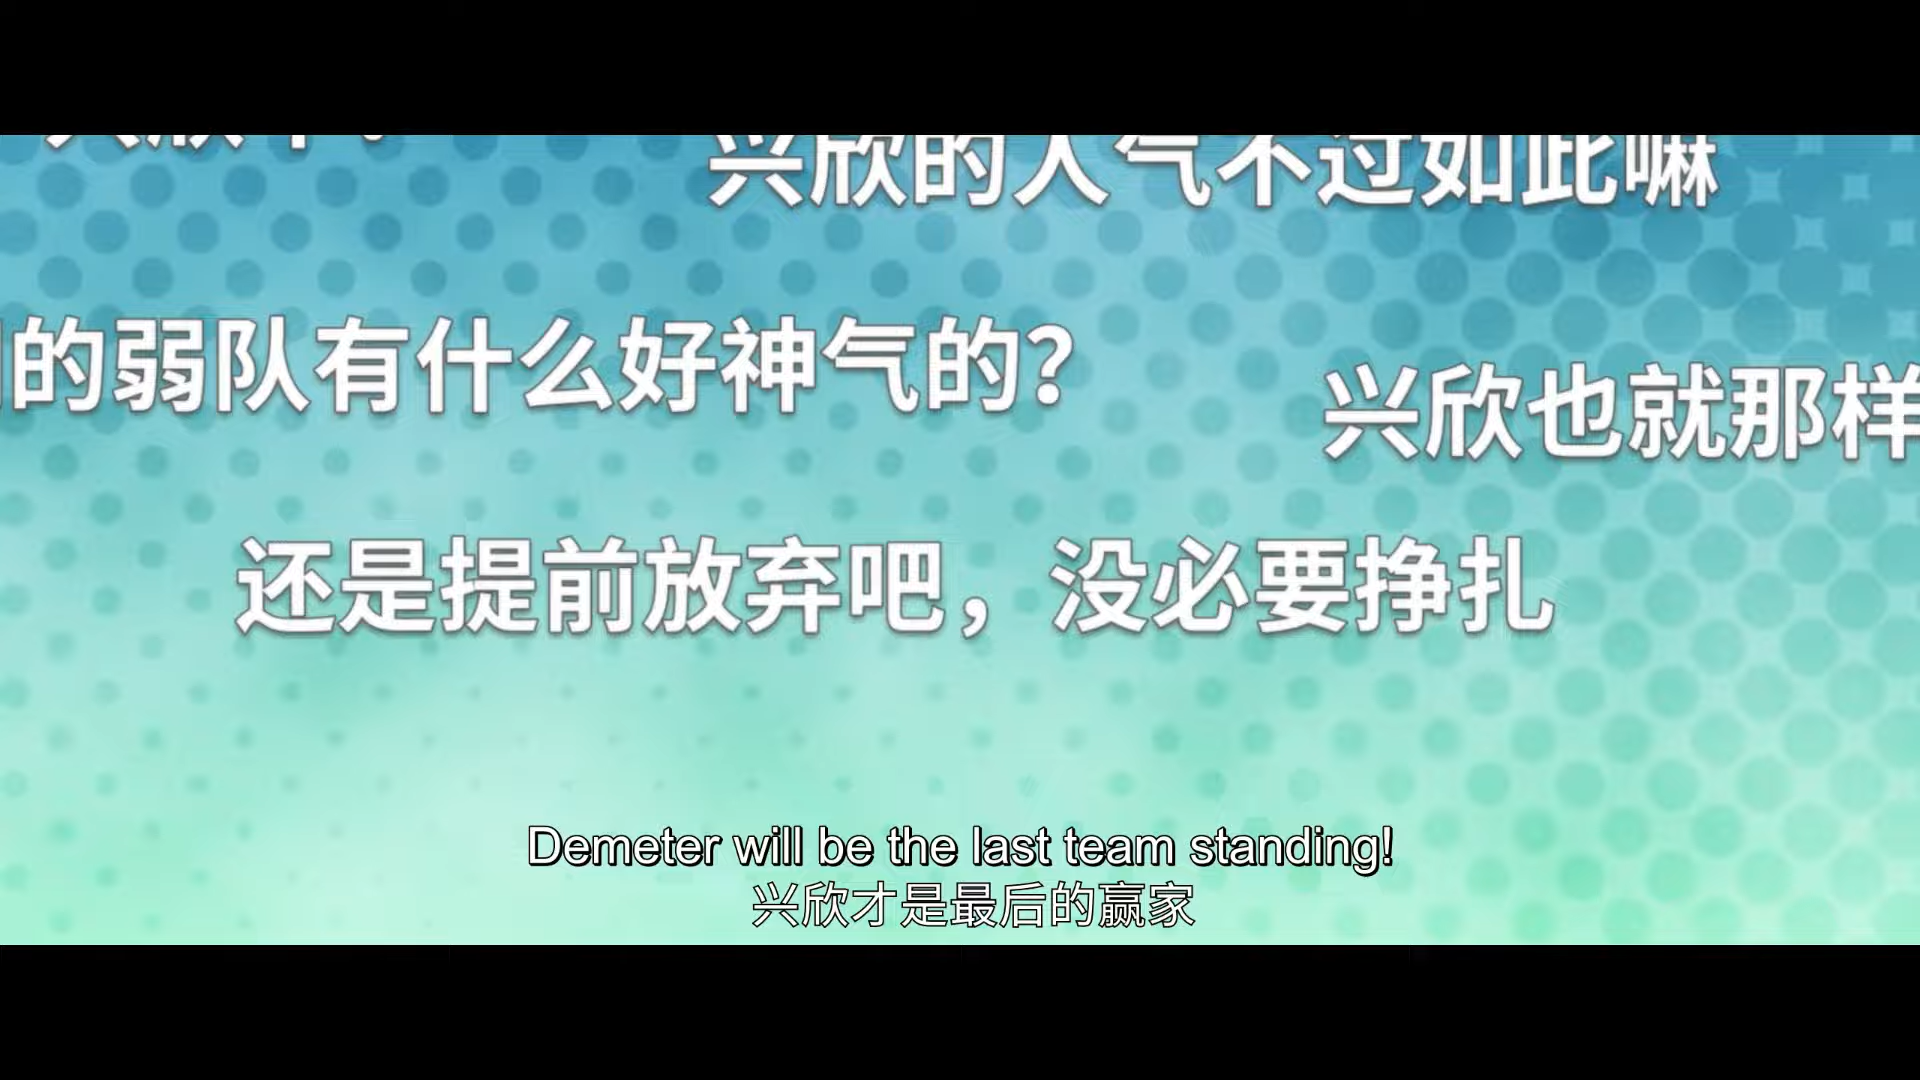 兴欣的人气不过如此嘛
的弱队有什么好神气的？
兴欣也就那样
还是提前放弃吧，没必要挣扎
Demeter will be the last team standing!
兴欣才是最后的赢家